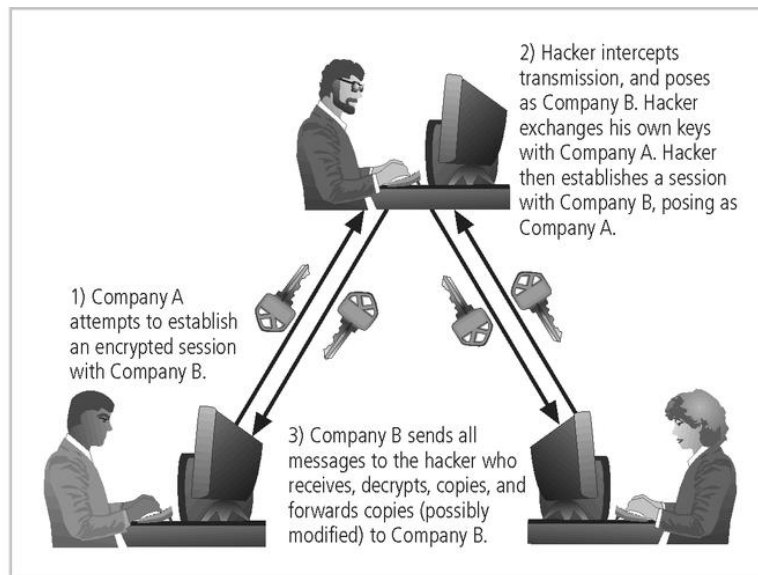 2) Hacker intercepts
transmission, and poses
as Company B. Hacker
exchanges his own keys
with Company A. Hacker
then establishes a session
with Company B, posing as
Company A.
1) Company A
attempts to establish
an encrypted session
with Company B.
3) Company B sends all
messages to the hacker who
receives, decrypts, copies, and
forwards copies (possibly
modified) to Company B.